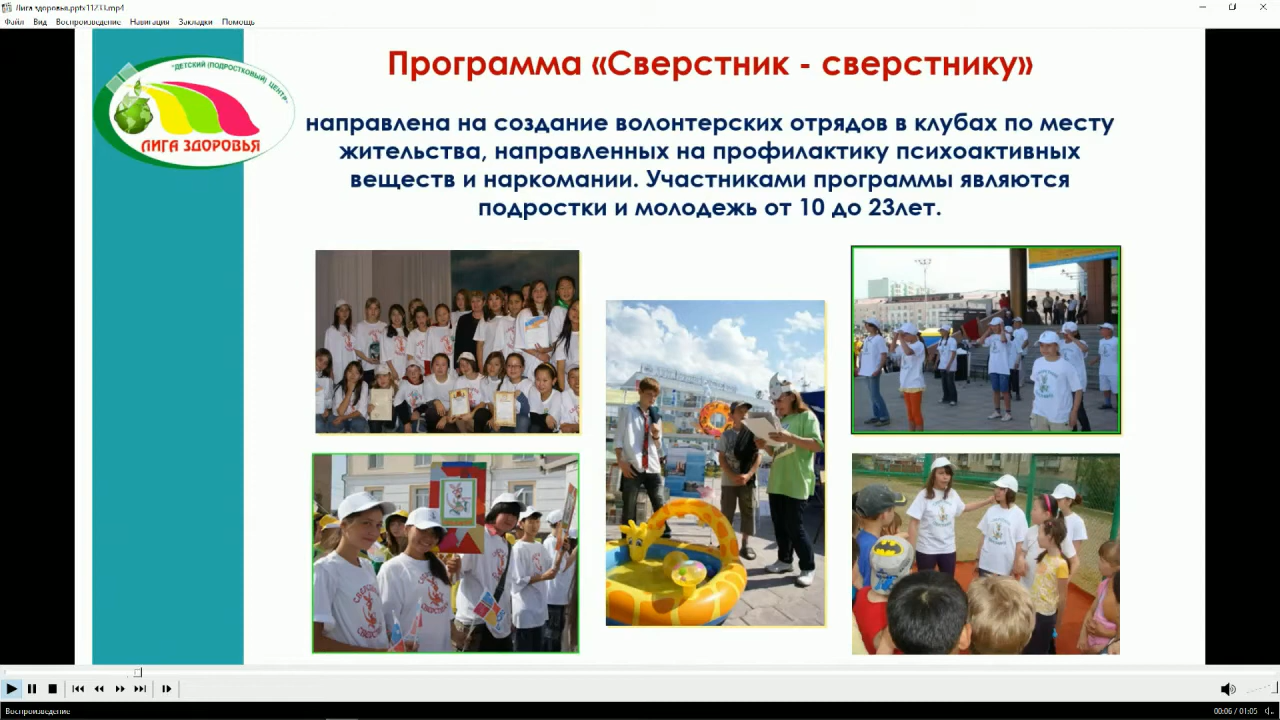 Лига здоровья.pptx11233.mp4
Файл Вид Воспроизведение Навигация Закладки Помощь
"ДЕТСКИЙ (ПОДРОСТКОВЫЙ) ЦЕНТР"
ЛИГА ЗДОРОВЬЯ
Программа «Сверстник - сверстнику»
направлена на создание волонтерских отрядов в клубах по месту
жительства, направленных на профилактику психоактивных
веществ и наркомании. Участниками программы являются
подростки и молодежь от 10 до 23лет.
Воспроизведение
00:06 / 01:05